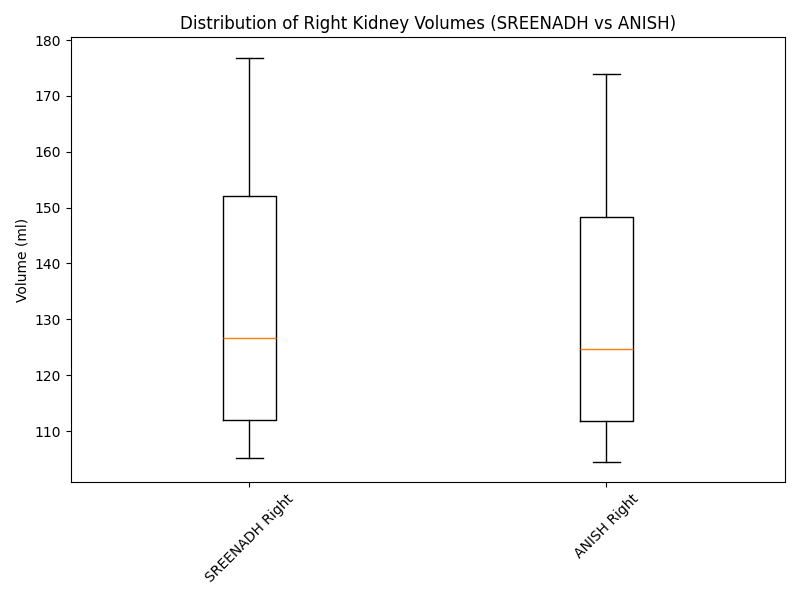 Distribution of Right Kidney Volumes (SREENADH vs ANISH)
180
170
160
150
140
130
120
110
Volume (ml)
SREENADH Right
ANISH Right